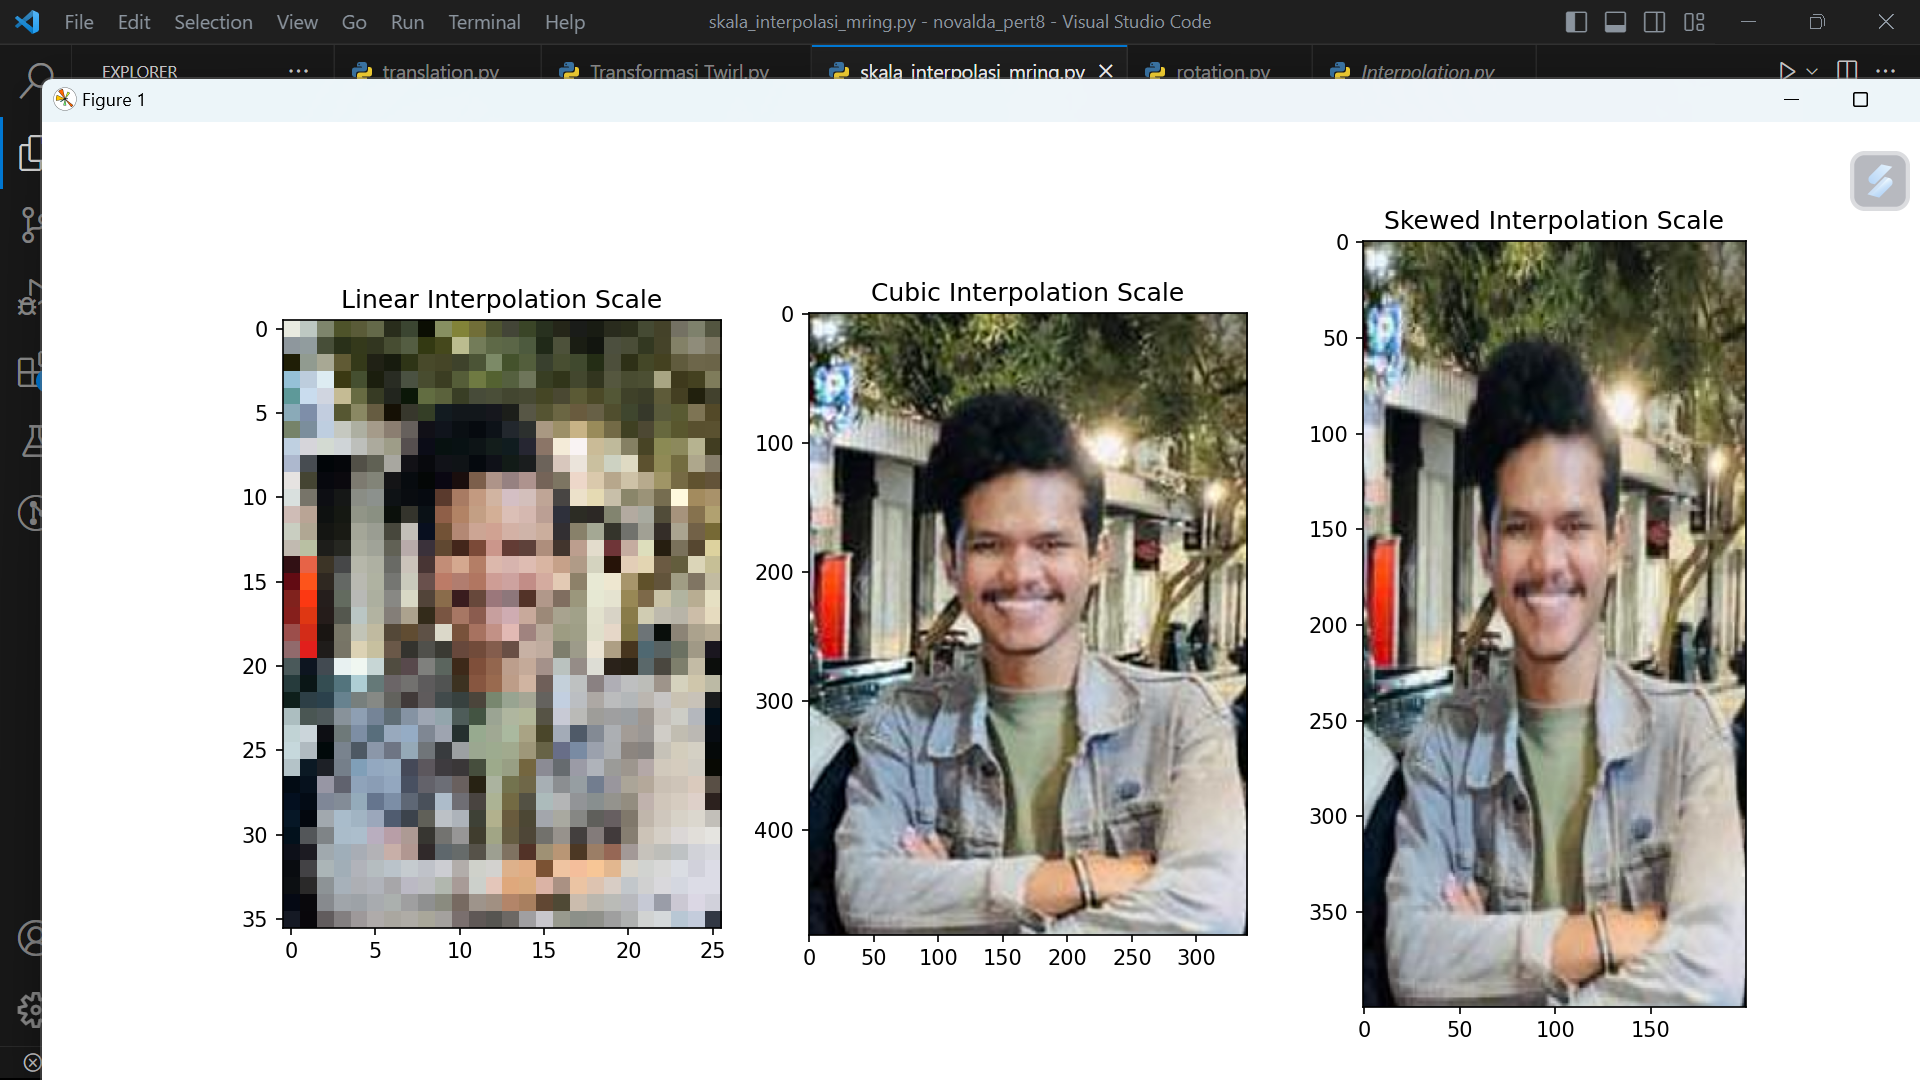 File Edit Selection View Go Run Terminal Help
skala_interpolasi_mring.py - novalda_pert8 - Visual Studio Code
EXPLORER
translation.py
Transformasi Twirl.py
skala_interpolasi_mring.py
rotation.py
Interpolation.py
Figure 1
Linear Interpolation Scale
0
5
10
15
20
25
30
35
0 5 10 15 20 25
Cubic Interpolation Scale
0
100
200
300
400
0 50 100 150 200 250 300
Skewed Interpolation Scale
0
50
100
150
200
250
300
350
0 50 100 150